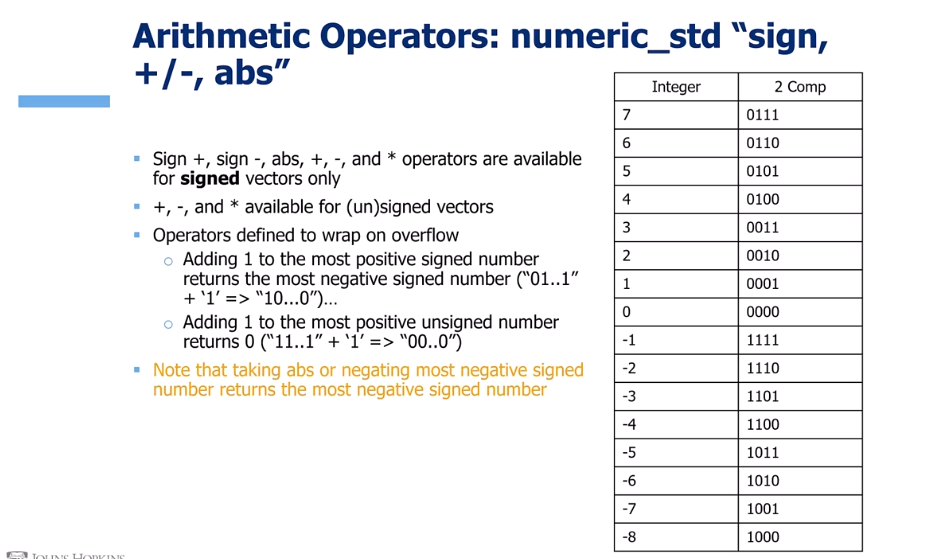 Arithmetic Operators: numeric_std “sign,
+/-, abs”
▪ Sign +, sign -, abs, +, -, and * operators are available
for signed vectors only
▪ +, -, and * available for (un)signed vectors
▪ Operators defined to wrap on overflow
o Adding 1 to the most positive signed number
returns the most negative signed number (“01..1”
+ ‘1’ => “10...0”)…
o Adding 1 to the most positive unsigned number
returns 0 (“11..1” + ‘1’ => “00..0”)
▪ Note that taking abs or negating most negative signed
number returns the most negative signed number
Integer 2 Comp
7 0111
6 0110
5 0101
4 0100
3 0011
2 0010
1 0001
0 0000
-1 1111
-2 1110
-3 1101
-4 1100
-5 1011
-6 1010
-7 1001
-8 1000
JOHNS HOPKINS